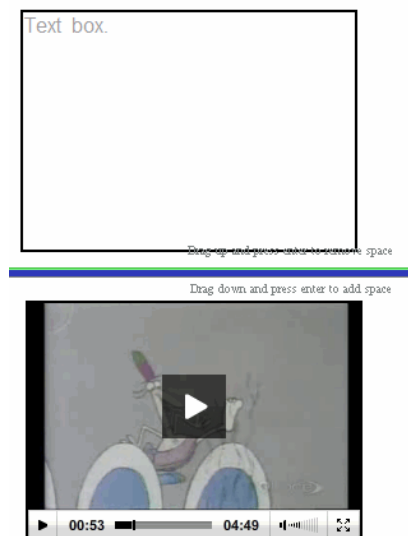 Text box.
Drag up and press enter to remove space
Drag down and press enter to add space
00:53 04:49